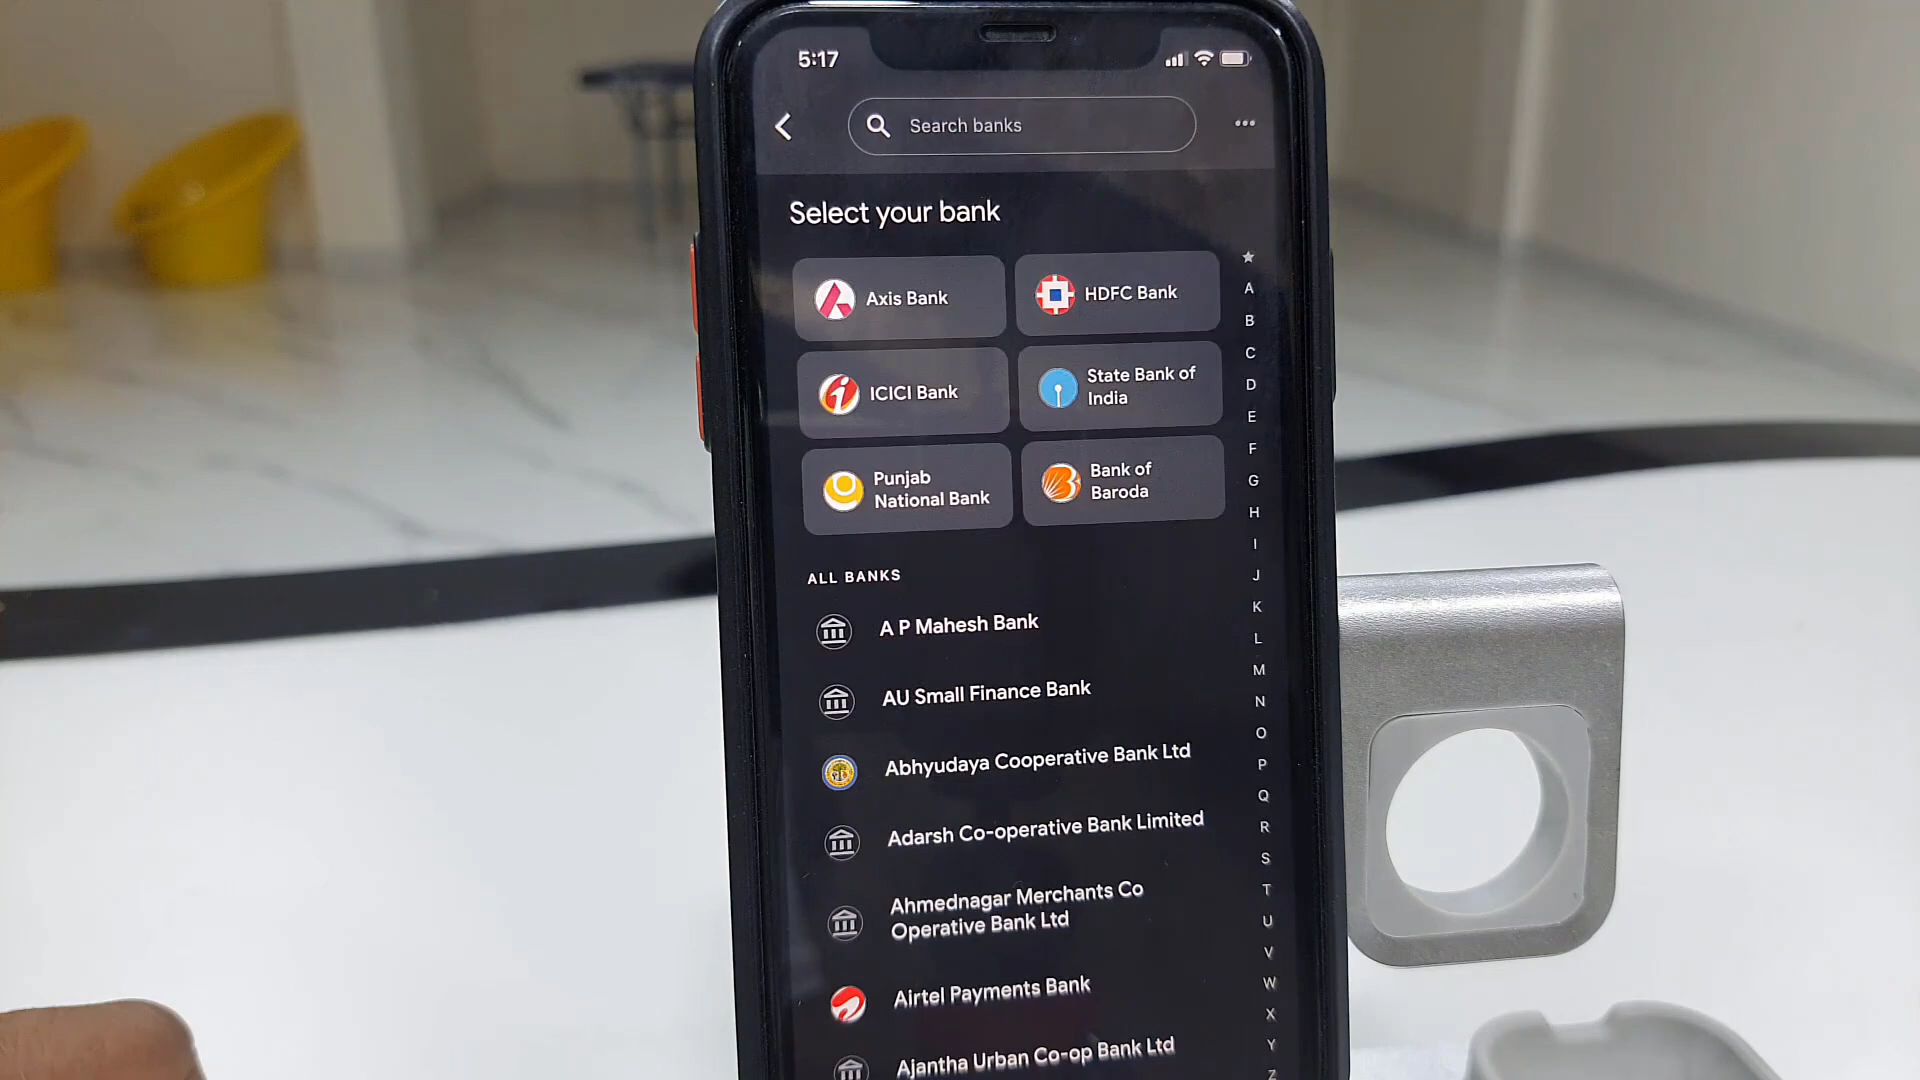 5:17
Search banks
Select your bank
Axis Bank
HDFC Bank
ICICI Bank
State Bank of
India
Punjab
National Bank
Bank of
Baroda
ALL BANKS
A P Mahesh Bank
AU Small Finance Bank
Abhyudaya Cooperative Bank Ltd
Adarsh Co-operative Bank Limited
Ahmednagar Merchants Co
Operative Bank Ltd
Airtel Payments Bank
Ajantha Urban Co-op Bank Ltd
A
B
C
D
E
F
G
H
I
J
K
L
M
N
O
P
Q
R
S
T
U
V
W
X
Y
Z